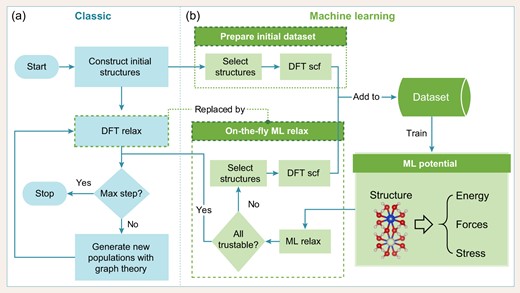 (a)
Classic
Start
Construct initial
structures
DFT relax
Yes
Max step?
Stop
No
Generate new
populations with
graph theory
(b)
Machine learning
Prepare initial dataset
Select
structures
DFT scf
Replaced by
On-the-fly ML relax
Select
structures
DFT scf
No
Yes
All
trustable?
ML relax
Add to
Dataset
Train
ML potential
Structure
Energy
Forces
Stress